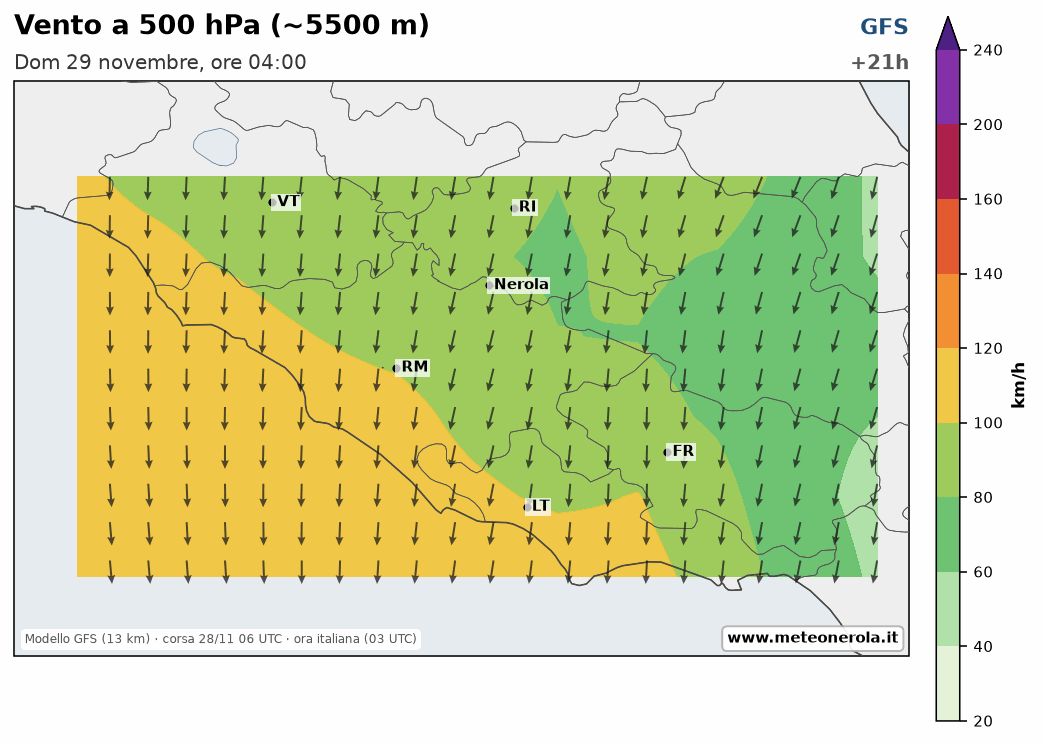 Vento a 500 hPa (~5500 m)
GFS
Dom 29 novembre, ore 04:00
+21h
VT
RI
Nerola
RM
FR
LT
240
200
160
140
120
100
80
60
40
20
km/h
Modello GFS (13 km) · corsa 28/11 06 UTC · ora italiana (03 UTC)
www.meteonerola.it